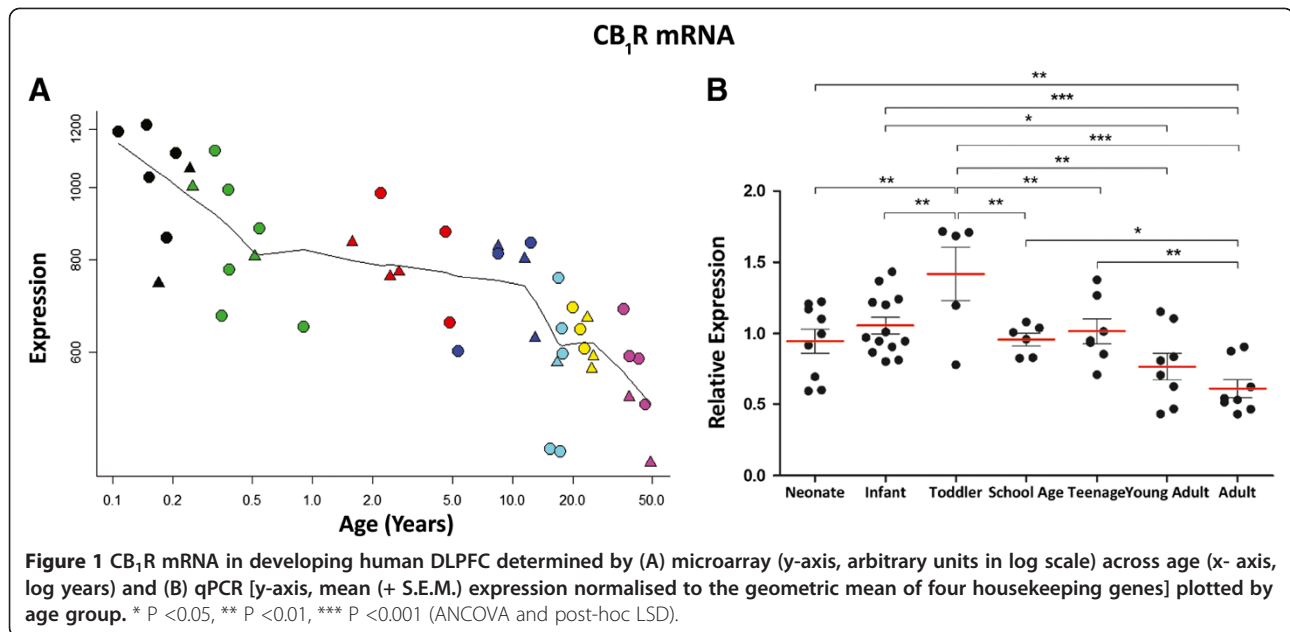 CB₁R mRNA
A
Expression
1200
1000
800
600
0.1 0.2 0.5 1.0 2.0 5.0 10.0 20.0 50.0
Age (Years)
B
**
***
*
***
**
** **
** **
*
**
Relative Expression
2.0
1.5
1.0
0.5
0.0
Neonate Infant Toddler School Age Teenage Young Adult Adult
Figure 1 CB₁R mRNA in developing human DLPFC determined by (A) microarray (y-axis, arbitrary units in log scale) across age (x- axis,
log years) and (B) qPCR [y-axis, mean (+ S.E.M.) expression normalised to the geometric mean of four housekeeping genes] plotted by
age group. * P <0.05, ** P <0.01, *** P <0.001 (ANCOVA and post-hoc LSD).